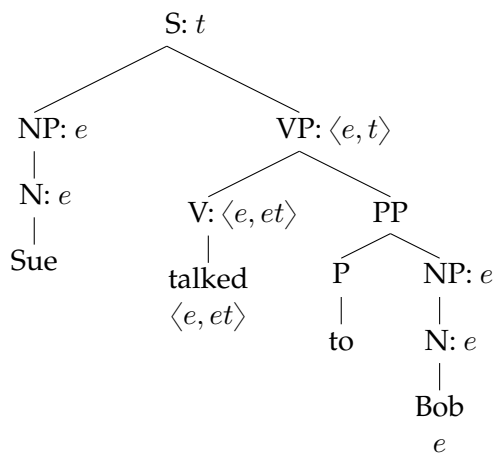 S: t
NP: e VP: ⟨e, t⟩
N: e V: ⟨e, et⟩ PP
Sue talked P NP: e
⟨e, et⟩ to N: e
Bob
e